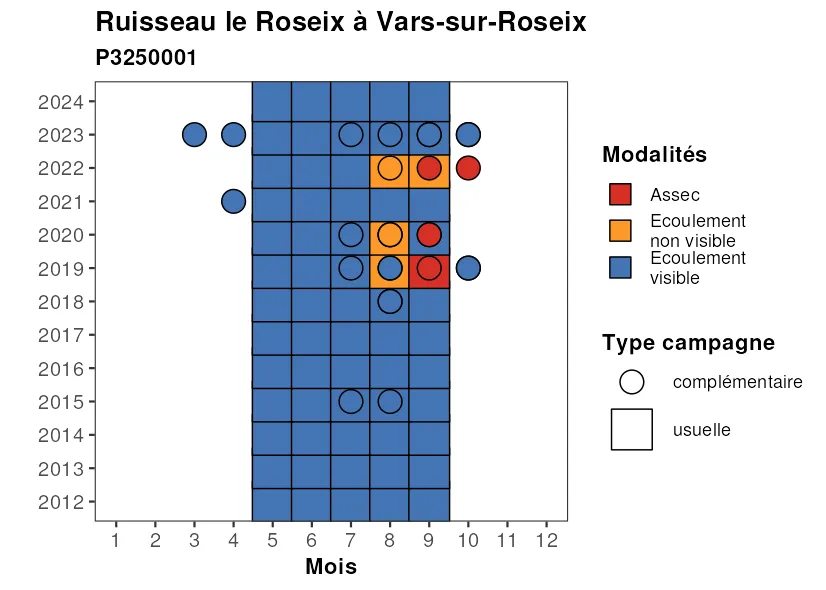 Ruisseau le Roseix à Vars-sur-Roseix
P3250001
2024
2023
2022
2021
2020
2019
2018
2017
2016
2015
2014
2013
2012
1 2 3 4 5 6 7 8 9 10 11 12
Mois
Modalités
Assec
Ecoulement
non visible
Ecoulement
visible
Type campagne
complémentaire
usuelle